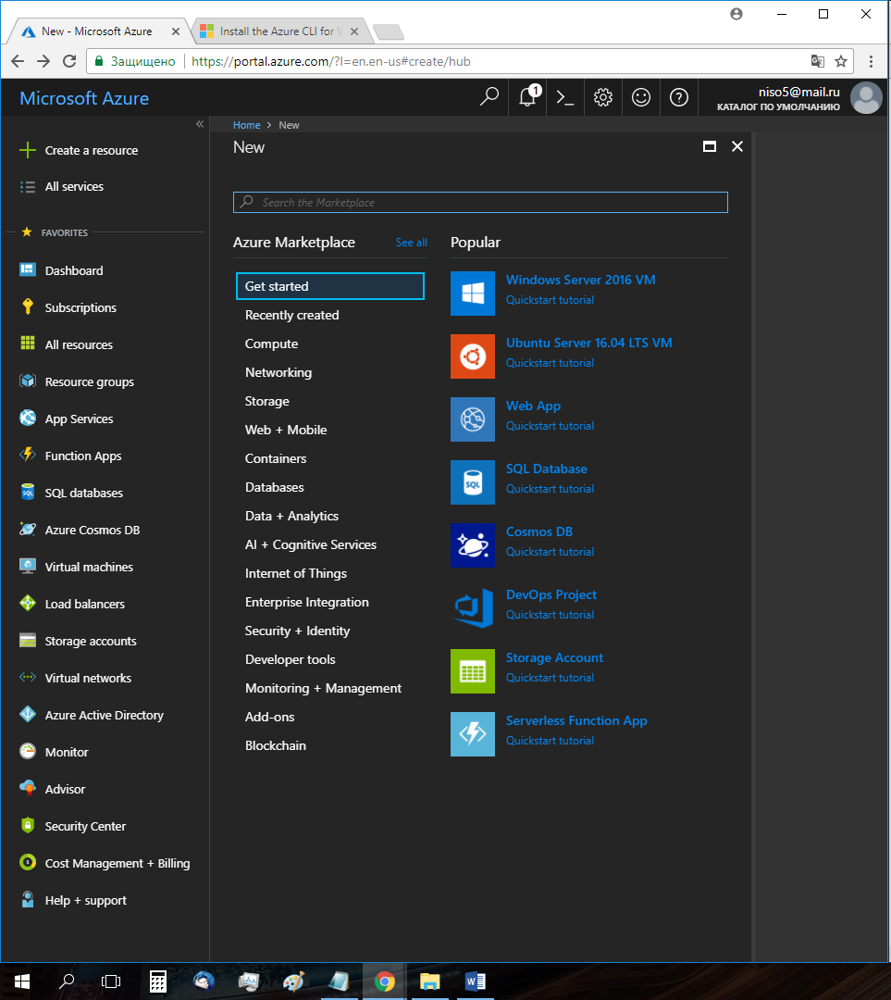 New - Microsoft Azure
Install the Azure CLI for
Защищено
https://portal.azure.com/?l=en.en-us#create/hub
Microsoft Azure
1
niso5@mail.ru
КАТАЛОГ ПО УМОЛЧАНИЮ
Create a resource
All services
FAVORITES
Dashboard
Subscriptions
All resources
Resource groups
App Services
Function Apps
SQL databases
Azure Cosmos DB
Virtual machines
Load balancers
Storage accounts
Virtual networks
Azure Active Directory
Monitor
Advisor
Security Center
Cost Management + Billing
Help + support
Home > New
New
Search the Marketplace
Azure Marketplace
See all
Get started
Recently created
Compute
Networking
Storage
Web + Mobile
Containers
Databases
Data + Analytics
AI + Cognitive Services
Internet of Things
Enterprise Integration
Security + Identity
Developer tools
Monitoring + Management
Add-ons
Blockchain
Popular
Windows Server 2016 VM
Quickstart tutorial
Ubuntu Server 16.04 LTS VM
Quickstart tutorial
Web App
Quickstart tutorial
SQL Database
Quickstart tutorial
Cosmos DB
Quickstart tutorial
DevOps Project
Quickstart tutorial
Storage Account
Quickstart tutorial
Serverless Function App
Quickstart tutorial